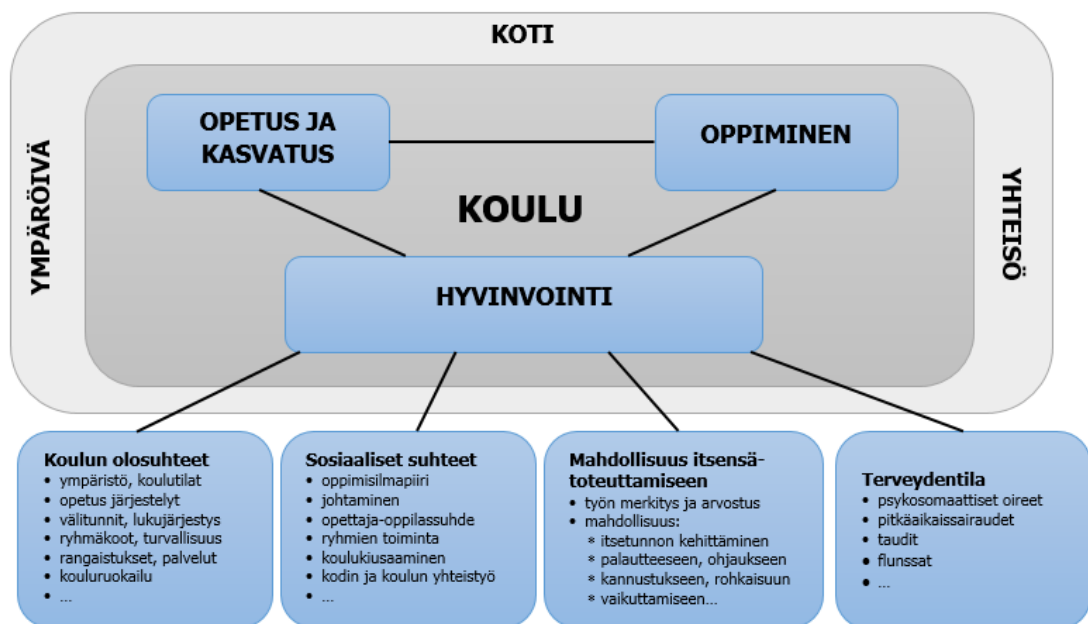 KOTI
YMPÄRÖIVÄ
YHTEISÖ
OPETUS JA
KASVATUS
OPPIMINEN
KOULU
HYVINVOINTI
Koulun olosuhteet
• ympäristö, koulutilat
• opetus järjestelyt
• välitunnit, lukujärjestys
• ryhmäkoot, turvallisuus
• rangaistukset, palvelut
• kouluruokailu
• ...
Sosiaaliset suhteet
• oppimisilmapiiri
• johtaminen
• opettaja-oppilassuhde
• ryhmien toiminta
• koulukiusaaminen
• kodin ja koulun yhteistyö
• ...
Mahdollisuus itsensä-
toteuttamiseen
• työn merkitys ja arvostus
• mahdollisuus:
* itsetunnon kehittäminen
* palautteeseen, ohjaukseen
* kannustukseen, rohkaisuun
* vaikuttamiseen...
Terveydentila
• psykosomaattiset oireet
• pitkäaikaissairaudet
• taudit
• flunssat
• ...